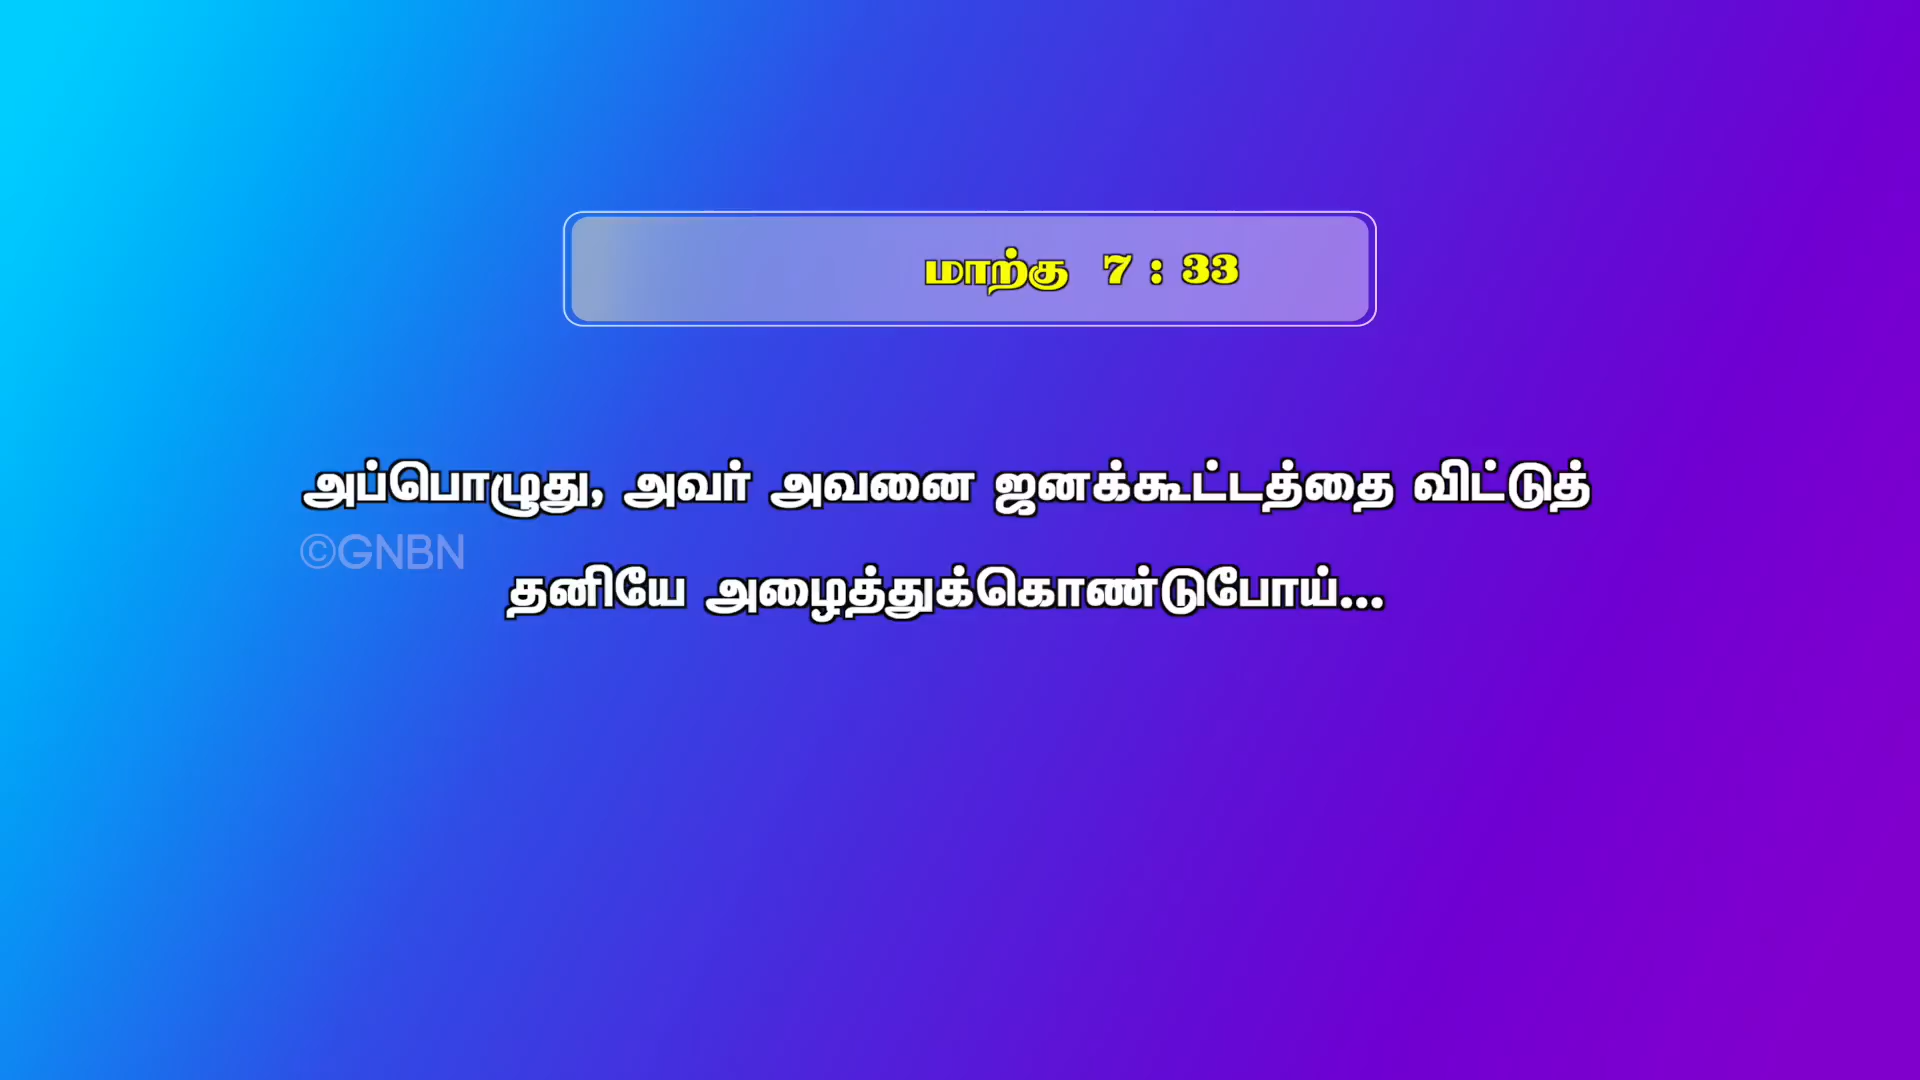 மாற்கு 7 : 33
அப்பொழுது, அவர் அவனை ஜனக்கூட்டத்தை விட்டுத்
©GNBN
தனியே அழைத்துக்கொண்டுபோய்...